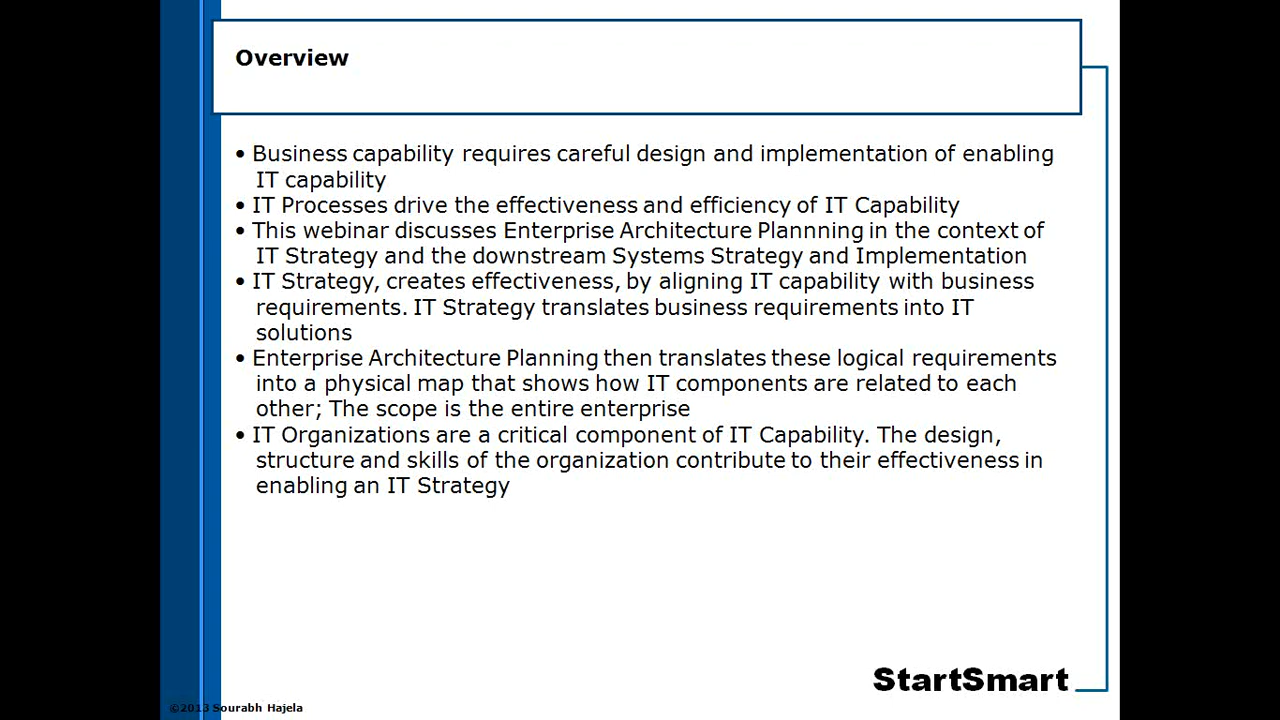 Overview
• Business capability requires careful design and implementation of enabling
IT capability
• IT Processes drive the effectiveness and efficiency of IT Capability
• This webinar discusses Enterprise Architecture Plannning in the context of
IT Strategy and the downstream Systems Strategy and Implementation
• IT Strategy, creates effectiveness, by aligning IT capability with business
requirements. IT Strategy translates business requirements into IT
solutions
• Enterprise Architecture Planning then translates these logical requirements
into a physical map that shows how IT components are related to each
other; The scope is the entire enterprise
• IT Organizations are a critical component of IT Capability. The design,
structure and skills of the organization contribute to their effectiveness in
enabling an IT Strategy
StartSmart
©2013 Sourabh Hajela